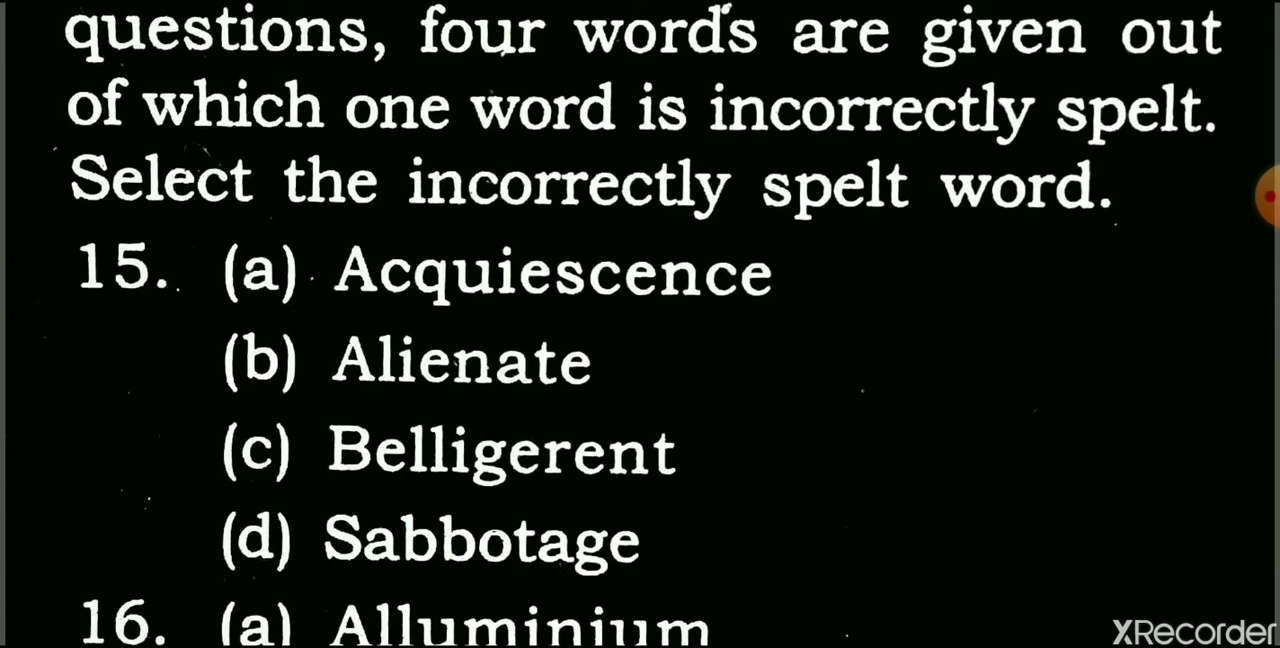 questions, four words are given out
of which one word is incorrectly spelt.
Select the incorrectly spelt word.
15. (a) Acquiescence
(b) Alienate
(c) Belligerent
(d) Sabbotage
16. (a) Alluminium
XRecorder